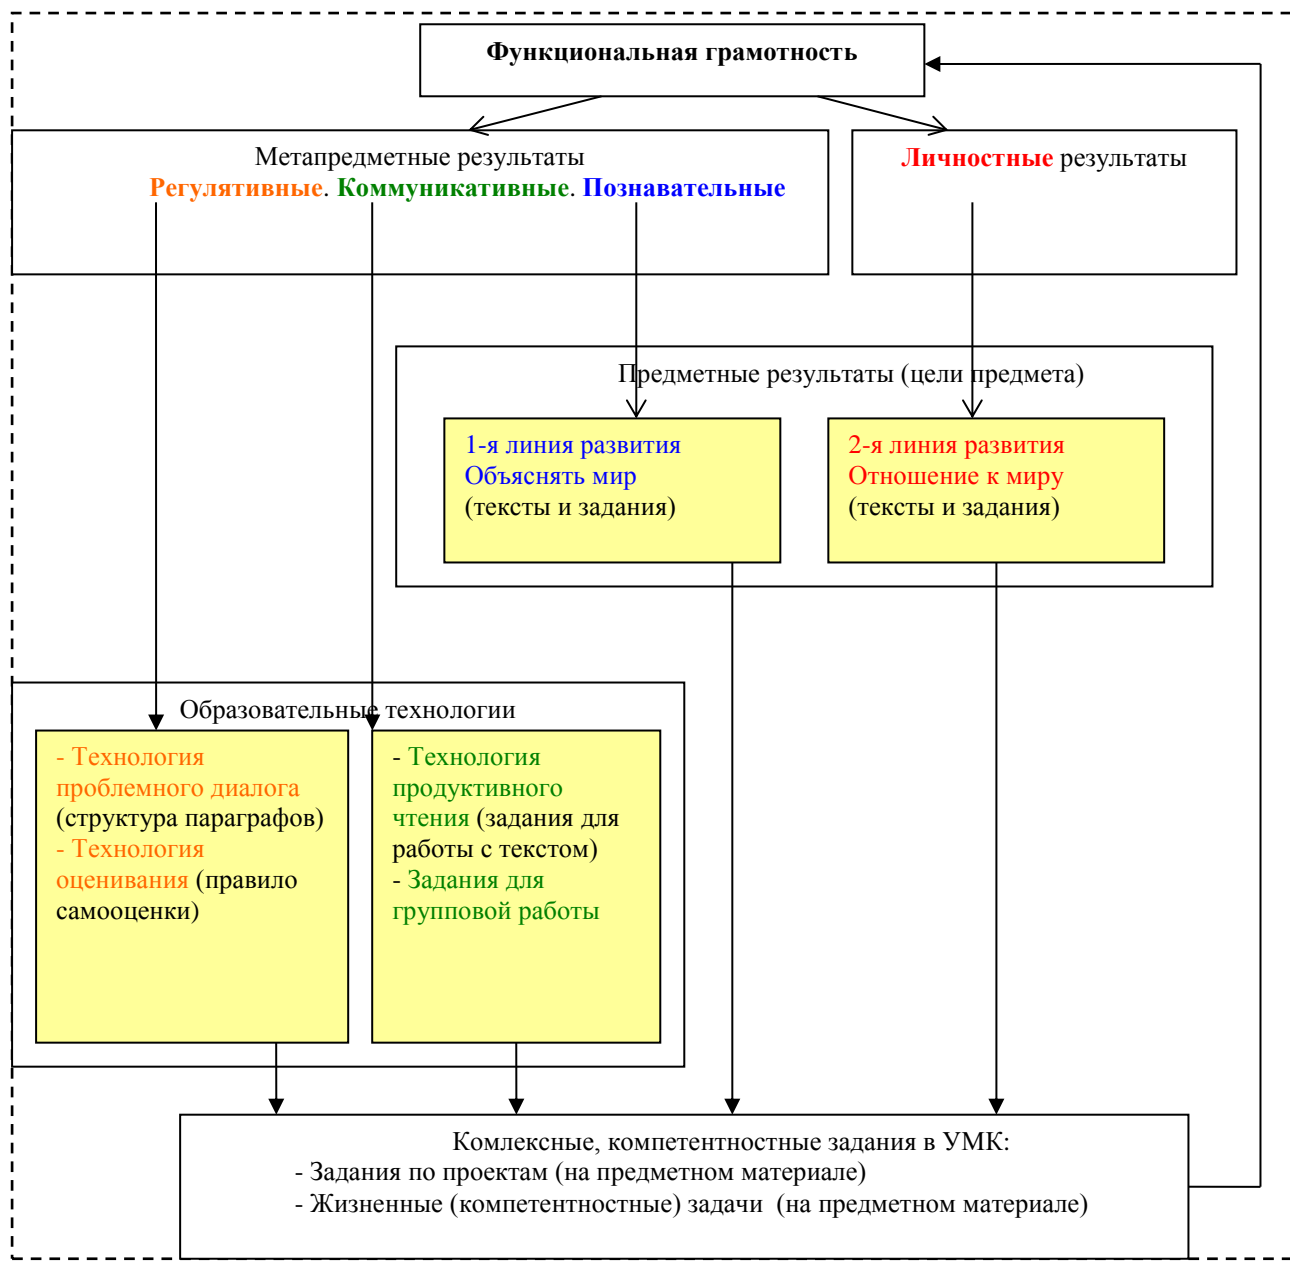 Функциональная грамотность
Метапредметные результаты
Регулятивные. Коммуникативные. Познавательные
Личностные результаты
Предметные результаты (цели предмета)
1-я линия развития
Объяснять мир
(тексты и задания)
2-я линия развития
Отношение к миру
(тексты и задания)
Образовательные технологии
- Технология
проблемного диалога
(структура параграфов)
- Технология
оценивания (правило
самооценки)
- Технология
продуктивного
чтения (задания для
работы с текстом)
- Задания для
групповой работы
Комлексные, компетентностные задания в УМК:
- Задания по проектам (на предметном материале)
- Жизненные (компетентностные) задачи (на предметном материале)